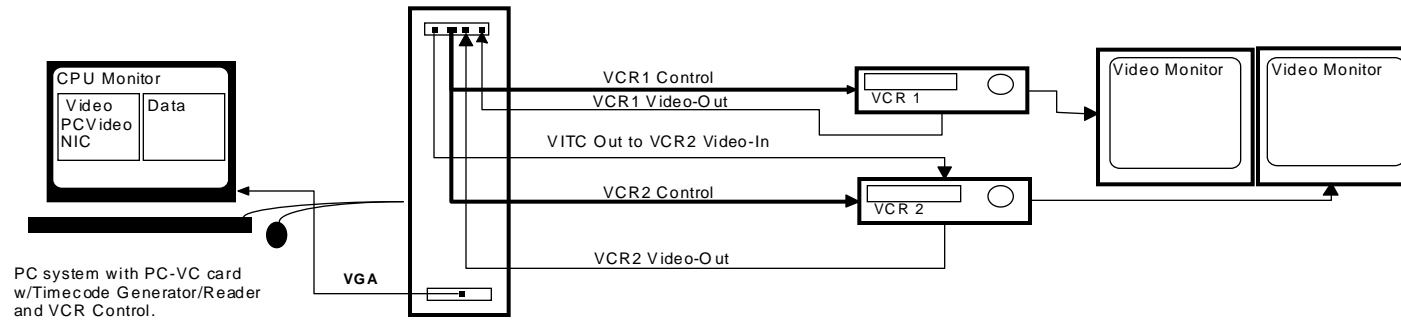 CPU Monitor
Video
PCVideo
NIC
Data
PC system with PC-VC card
w/Timecode Generator/Reader
and VCR Control.
VGA
VCR1 Control
VCR1 Video-Out
VITC Out to VCR2 Video-In
VCR2 Control
VCR2 Video-Out
VCR 1
VCR 2
Video Monitor
Video Monitor